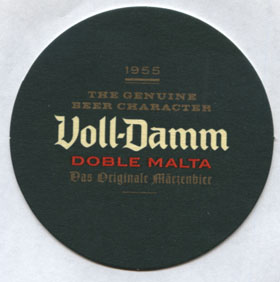 1955
THE GENUINE
BEER CHARACTER
Voll-Damm
DOBLE MALTA
Das Originale Märzenbier